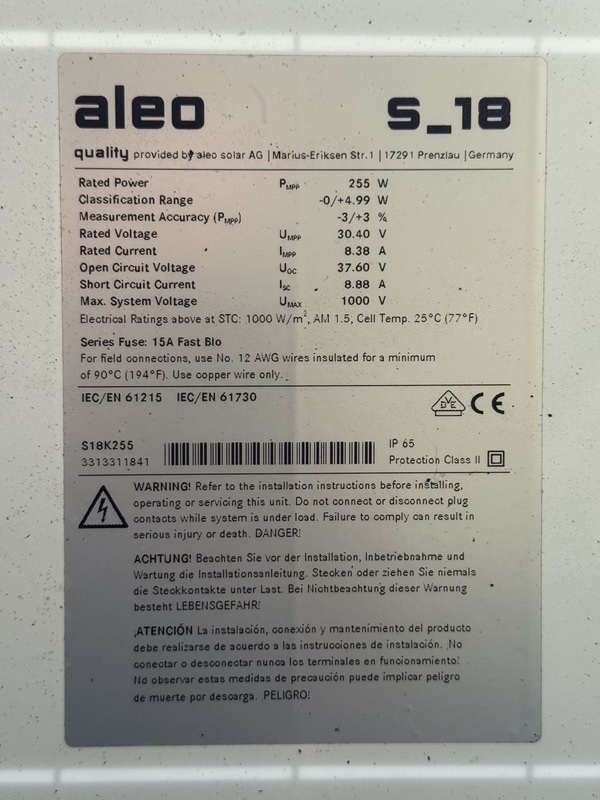 aleo S_18
quality provided by aleo solar AG | Marius-Eriksen Str. 1 | 17291 Prenzlau | Germany
Rated Power PMPP 255 W
Classification Range -0/+4.99 W
Measurement Accuracy (PMPP) -3/+3 %
Rated Voltage UMPP 30.40 V
Rated Current IMPP 8.38 A
Open Circuit Voltage UOC 37.60 V
Short Circuit Current ISC 8.88 A
Max. System Voltage UMAX 1000 V
Electrical Ratings above at STC: 1000 W/m², AM 1.5, Cell Temp. 25°C (77°F)
Series Fuse: 15A Fast Blo
For field connections, use No. 12 AWG wires insulated for a minimum
of 90°C (194°F). Use copper wire only.
IEC/EN 61215 IEC/EN 61730
VDE CE
S18K255 IP 65
3313311841 Protection Class II
WARNING! Refer to the installation instructions before installing,
operating or servicing this unit. Do not connect or disconnect plug
contacts while system is under load. Failure to comply can result in
serious injury or death. DANGER!
ACHTUNG! Beachten Sie vor der Installation, Inbetriebnahme und
Wartung die Installationsanleitung. Stecken oder ziehen Sie niemals
die Steckkontakte unter Last. Bei Nichtbeachtung dieser Warnung
besteht LEBENSGEFAHR!
¡ATENCIÓN La instalación, conexión y mantenimiento del producto
debe realizarse de acuerdo a las instrucciones de instalación. ¡No
conectar o desconectar nunca los terminales en funcionamiento!
No observar estas medidas de precaución puede implicar peligro
de muerte por descarga. ¡PELIGRO!